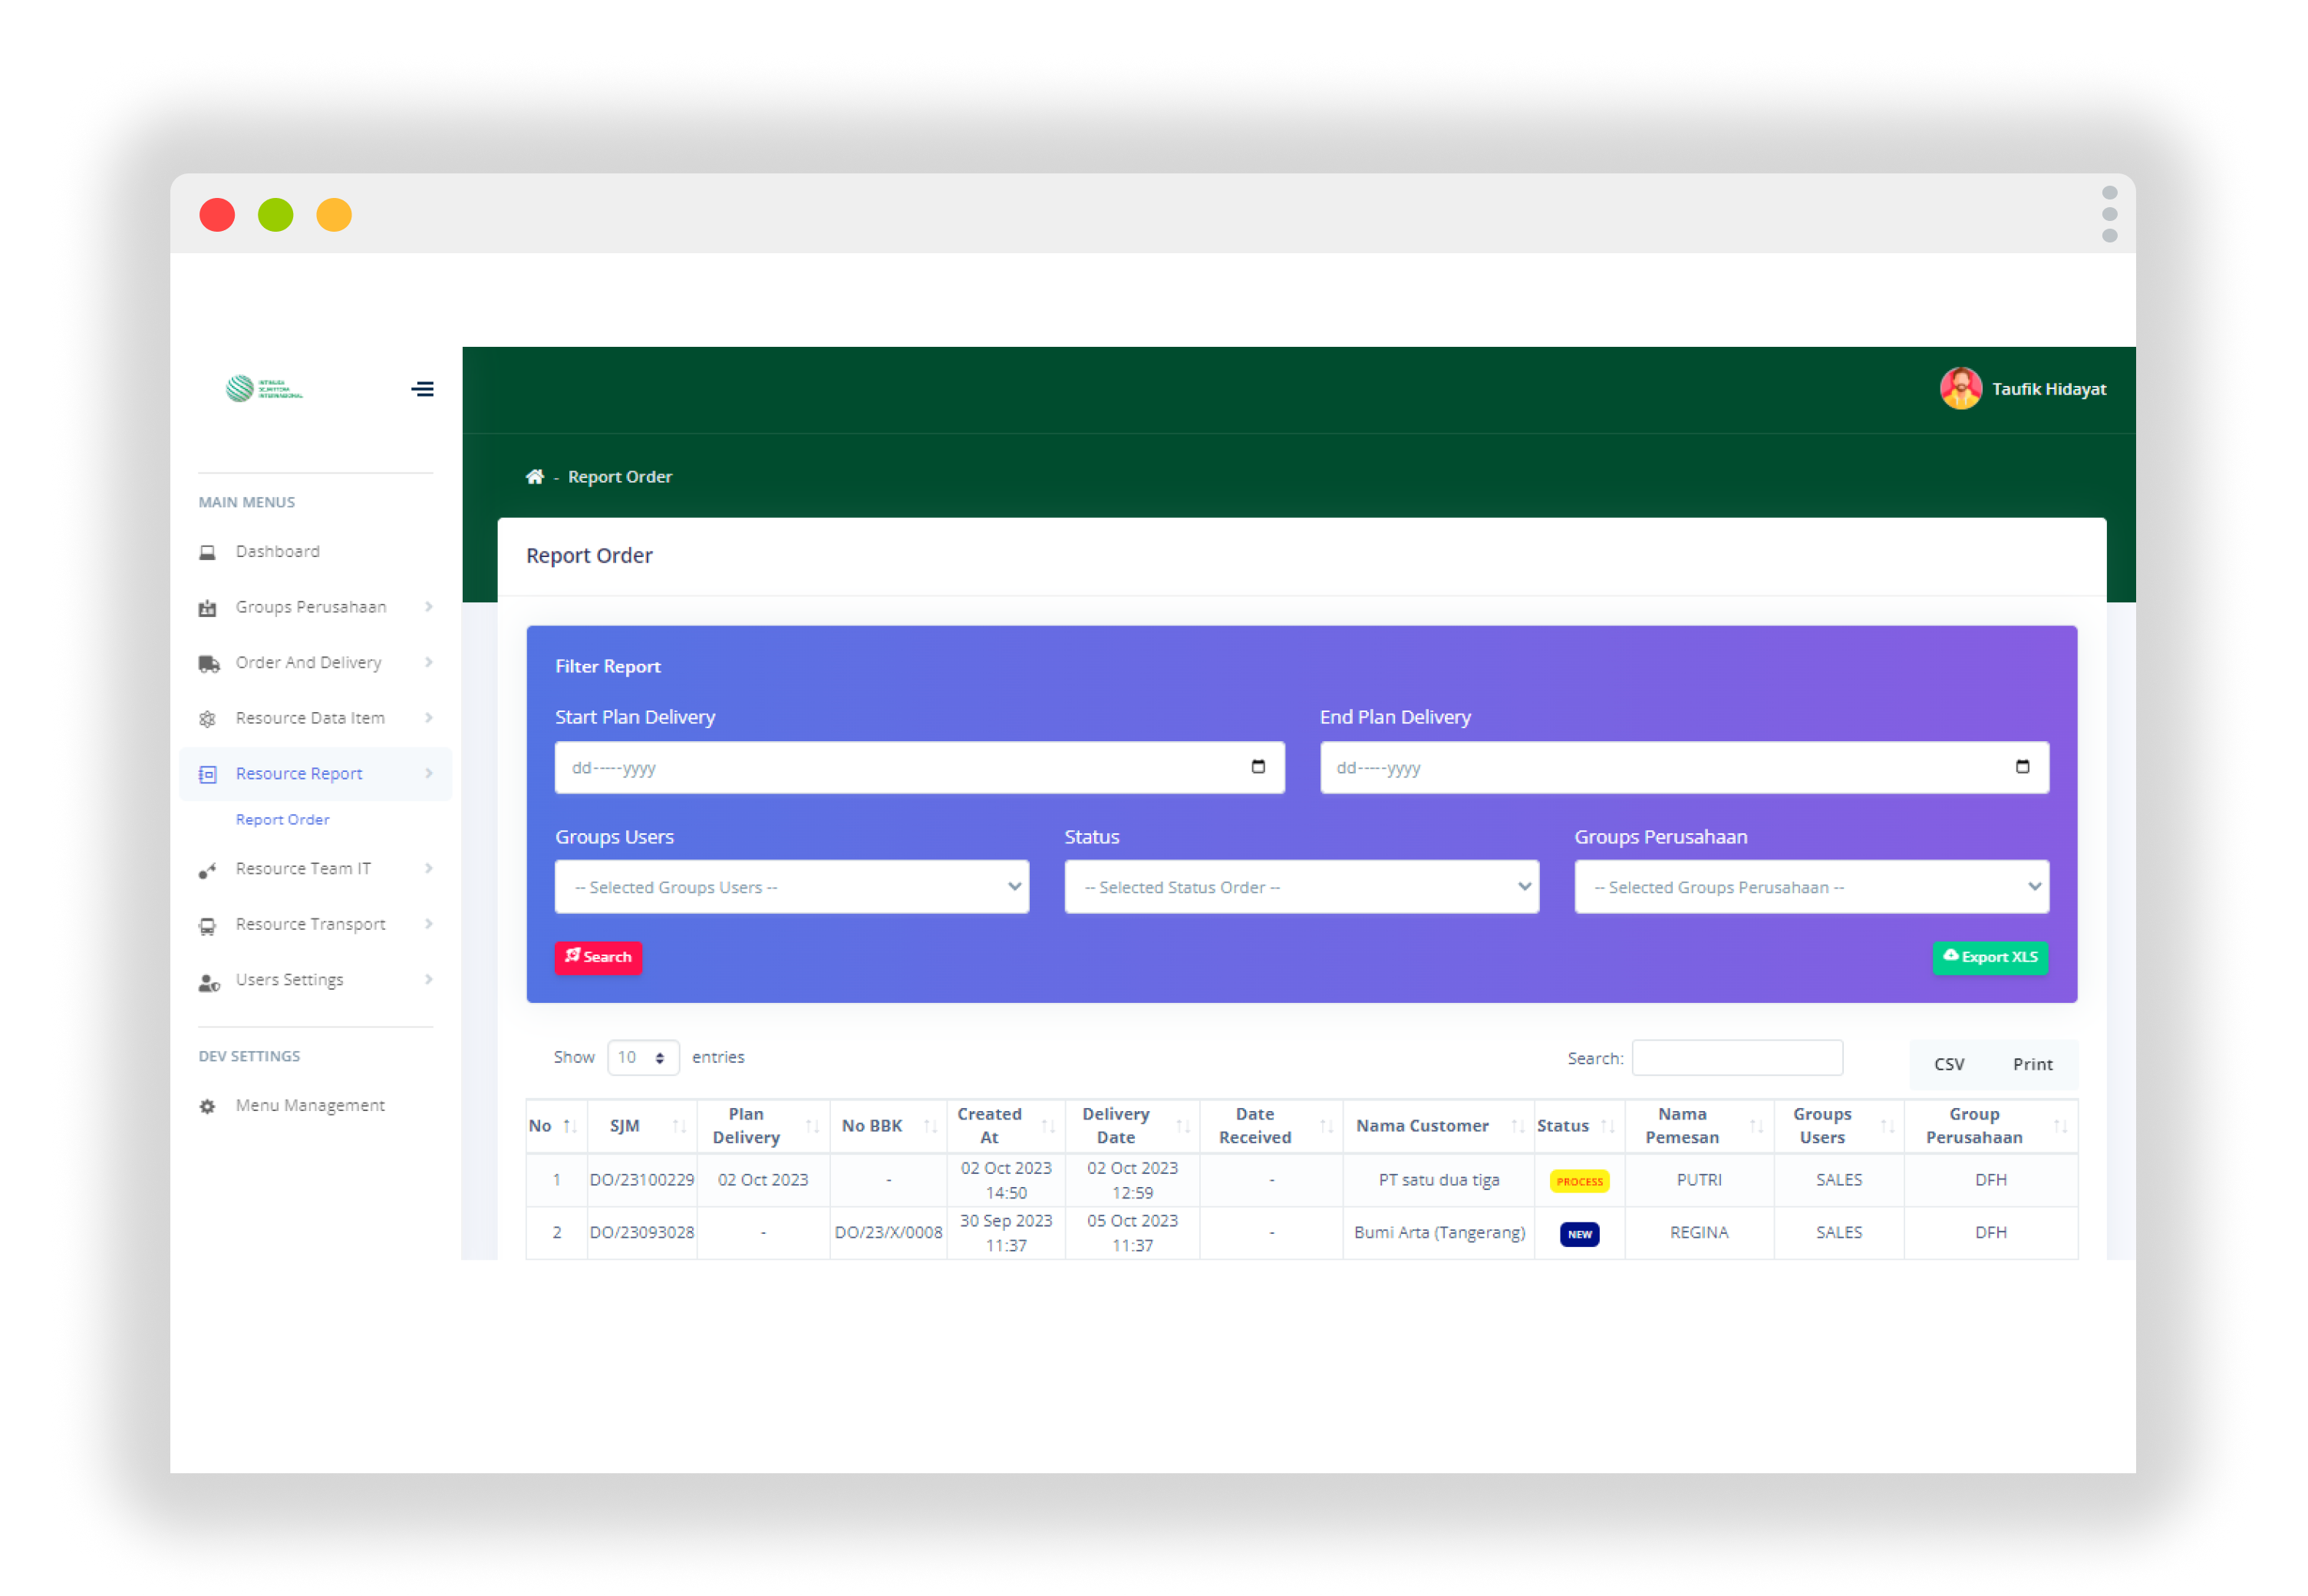 INTERNASIONAL
Taufik Hidayat
- Report Order
MAIN MENUS
Dashboard
Groups Perusahaan
Order And Delivery
Resource Data Item
Resource Report
Report Order
Resource Team IT
Resource Transport
Users Settings
DEV SETTINGS
Menu Management
Report Order
Filter Report
Start Plan Delivery
End Plan Delivery
dd-----yyyy
dd-----yyyy
Groups Users
Status
Groups Perusahaan
-- Selected Groups Users --
-- Selected Status Order --
-- Selected Groups Perusahaan --
Search
Export XLS
Show 10 entries
Search:
CSV
Print
No SJM Plan Delivery No BBK Created At Delivery Date Date Received Nama Customer Status Nama Pemesan Groups Users Group Perusahaan
1 DO/23100229 02 Oct 2023 - 02 Oct 2023 14:50 02 Oct 2023 12:59 - PT satu dua tiga PROCESS PUTRI SALES DFH
2 DO/23093028 - DO/23/X/0008 30 Sep 2023 11:37 05 Oct 2023 11:37 - Bumi Arta (Tangerang) NEW REGINA SALES DFH